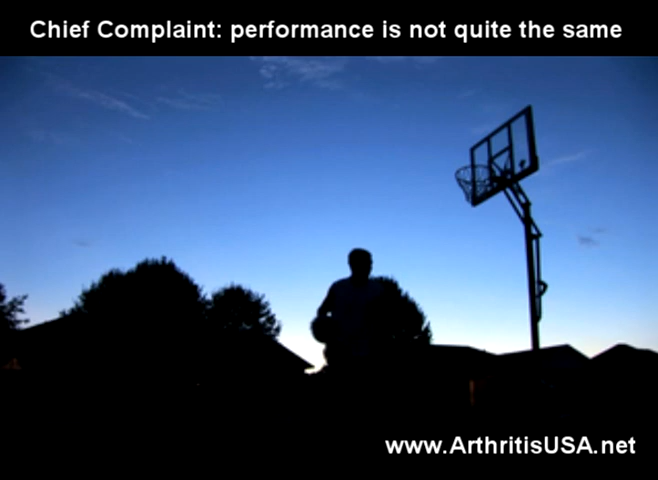 Chief Complaint: performance is not quite the same
www.ArthritisUSA.net